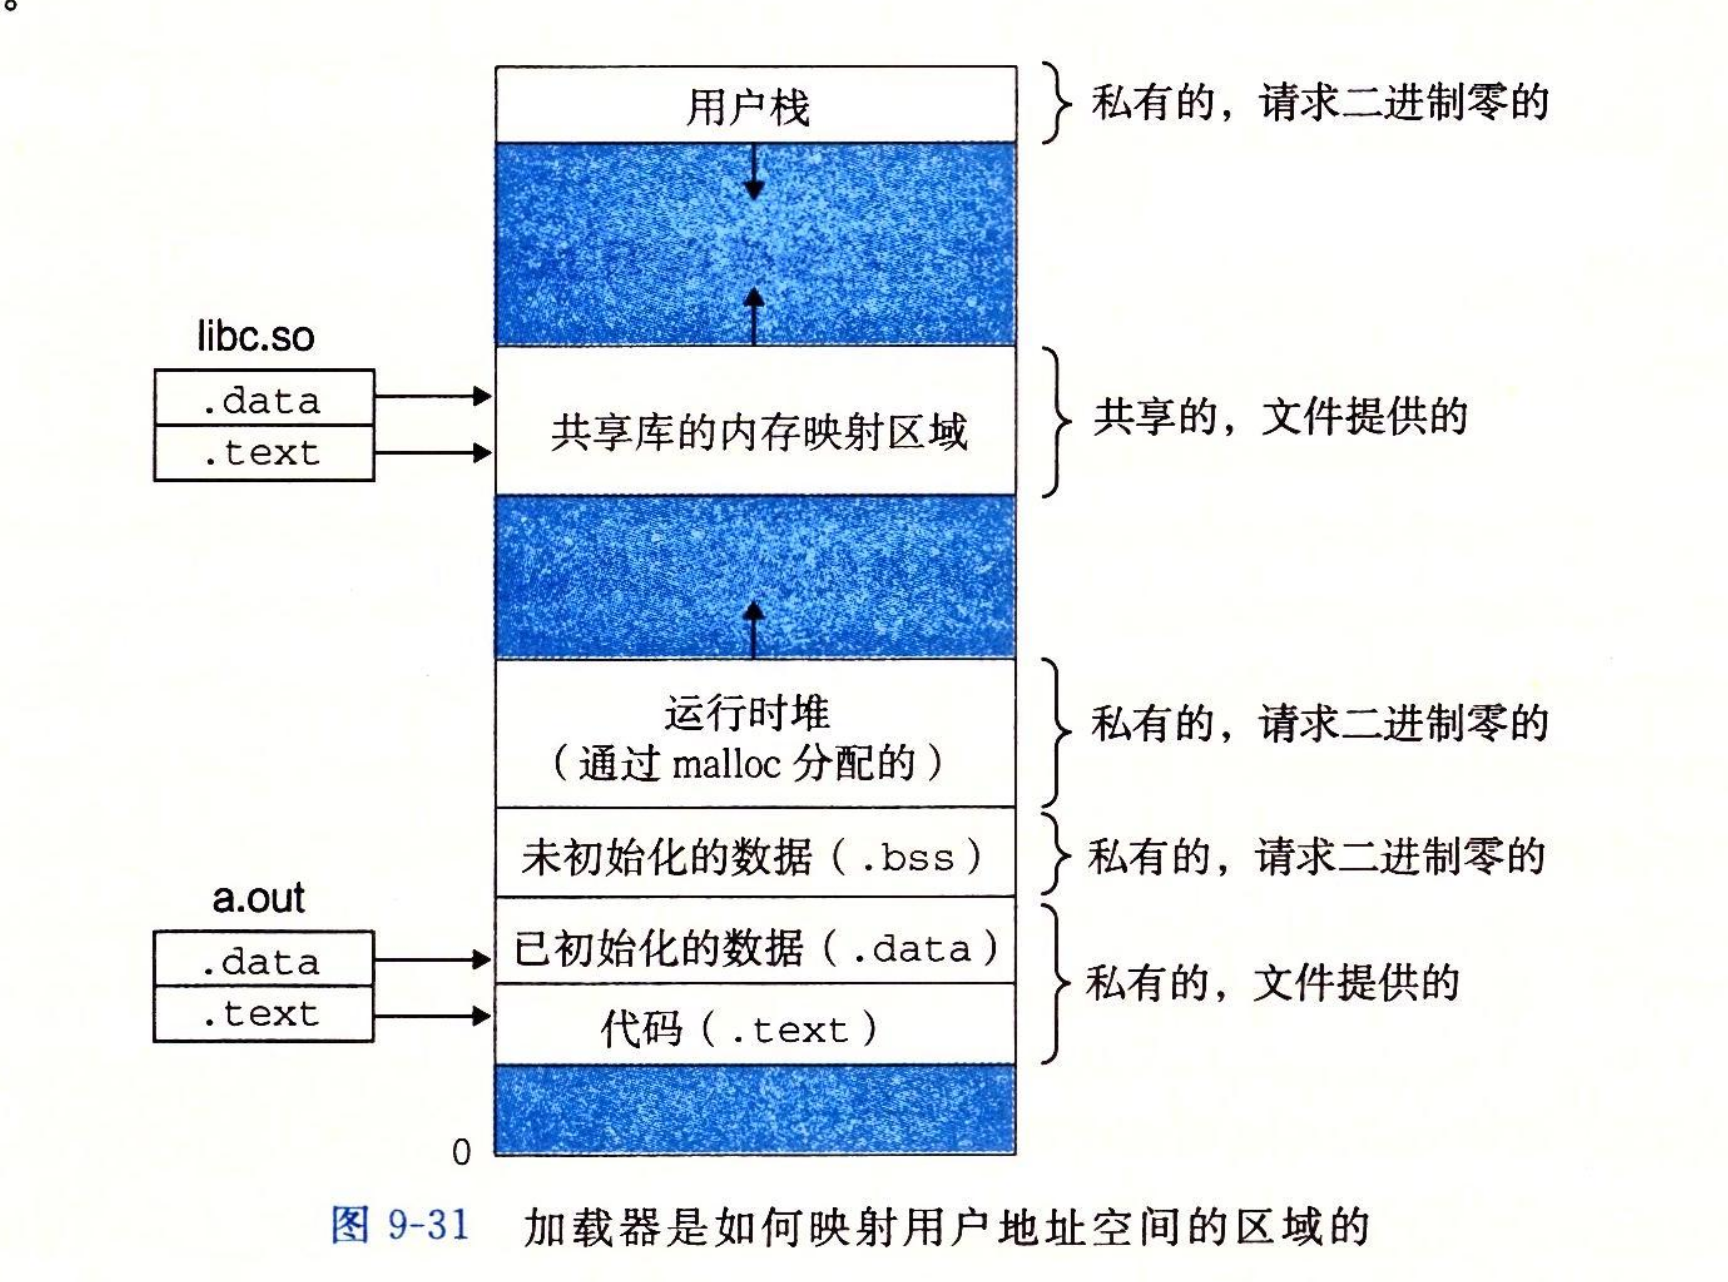 。
用户栈
私有的，请求二进制零的
libc.so
.data
.text
共享库的内存映射区域
共享的，文件提供的
运行时堆
（通过 malloc 分配的）
私有的，请求二进制零的
未初始化的数据（.bss）
私有的，请求二进制零的
a.out
.data
.text
已初始化的数据（.data）
代码（.text）
私有的，文件提供的
0
图 9-31 加载器是如何映射用户地址空间的区域的